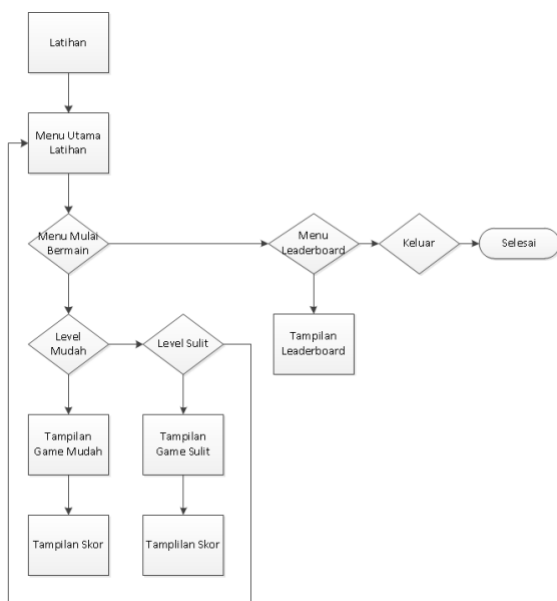 Latihan
Menu Utama
Latihan
Menu Mulai
Bermain
Menu
Leaderboard
Keluar
Selesai
Level
Mudah
Level Sulit
Tampilan
Leaderboard
Tampilan
Game Mudah
Tampilan
Game Sulit
Tampilan Skor
Tamplilan Skor